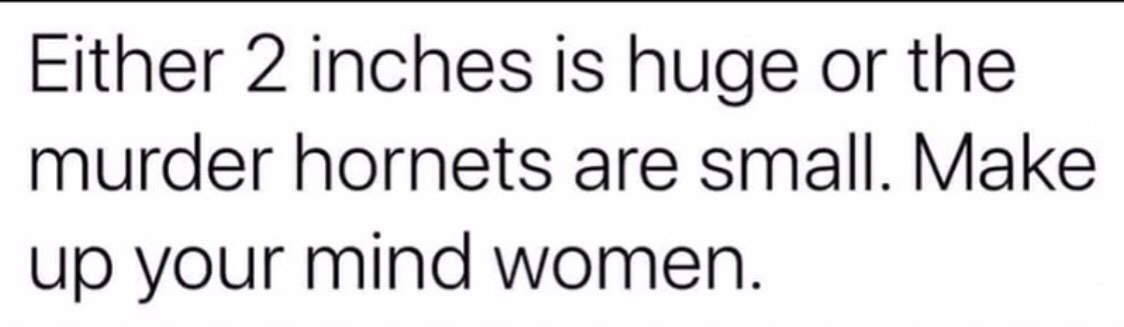 Either 2 inches is huge or the
murder hornets are small. Make
up your mind women.